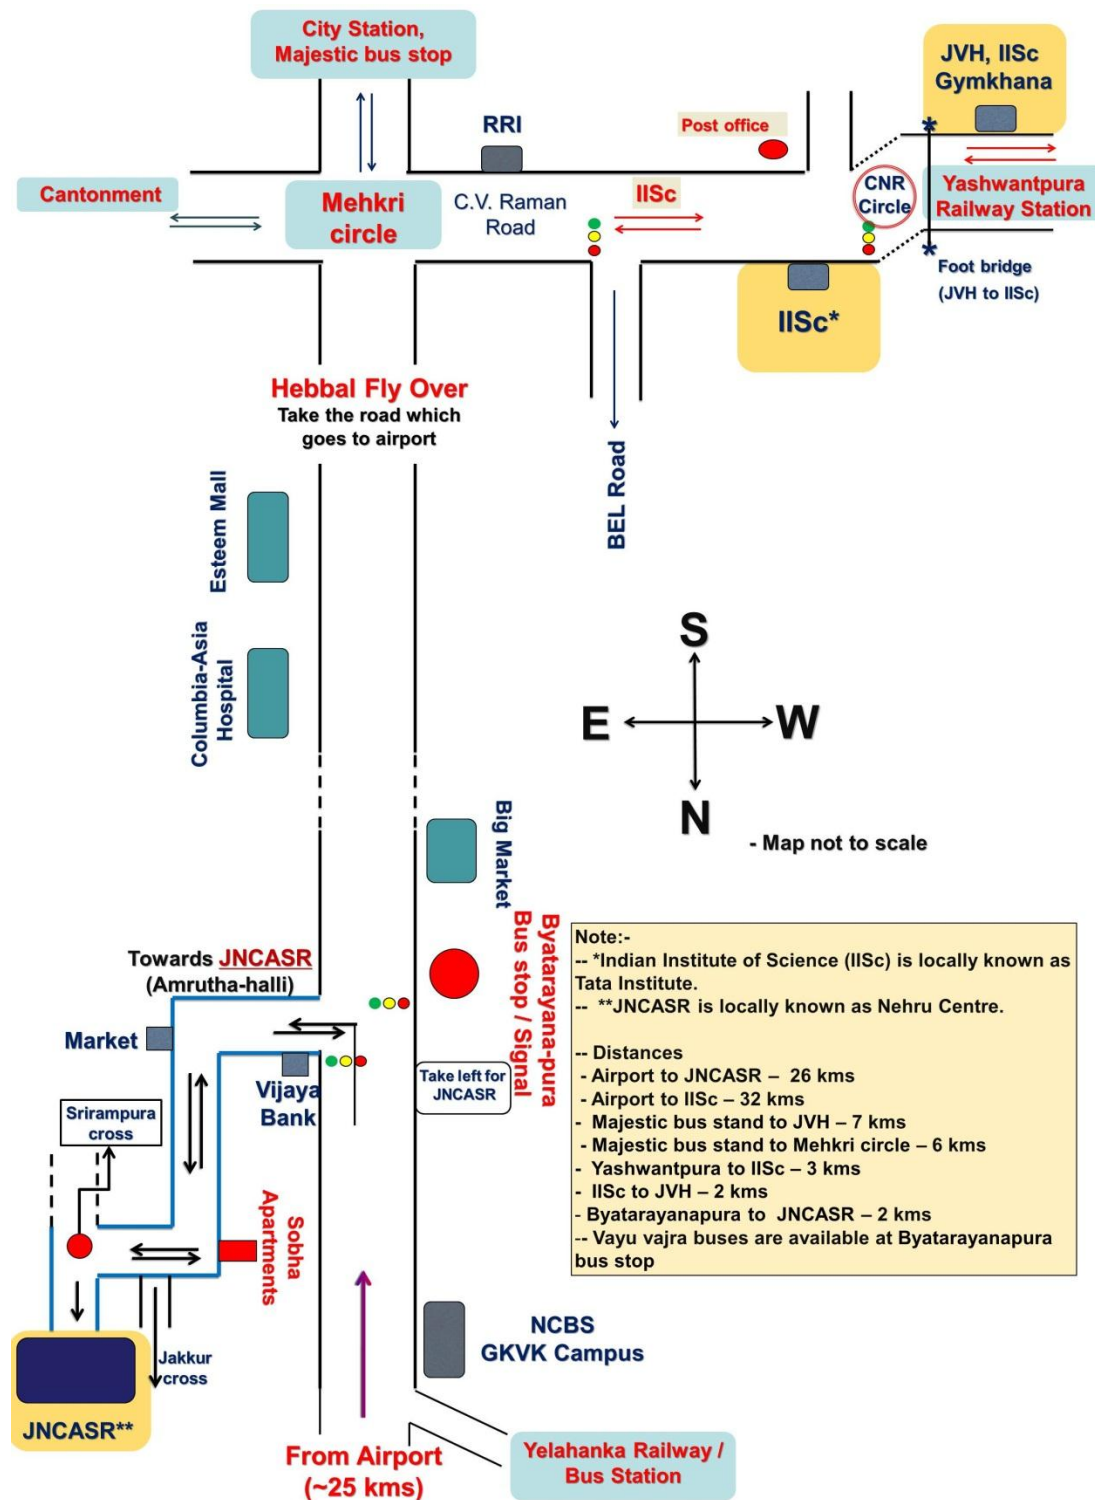 City Station,
Majestic bus stop
JVH, IISc
Gymkhana
RRI
Post office
Cantonment
Mehkri
circle
C.V. Raman
Road
IISc
CNR
Circle
Yashwantpura
Railway Station
IISc*
Foot bridge
(JVH to IISc)
Hebbal Fly Over
Take the road which
goes to airport
BEL Road
Esteem Mall
Columbia-Asia
Hospital
S
E
W
N
- Map not to scale
Big Market
Byatarayana-pura
Bus stop / Signal
Towards JNCASR
(Amrutha-halli)
Market
Vijaya
Bank
Take left for
JNCASR
Srirampura
cross
Sobha
Apartments
Jakkur
cross
JNCASR**
NCBS
GKVK Campus
From Airport
(~25 kms)
Yelahanka Railway /
Bus Station
Note:-
-- *Indian Institute of Science (IISc) is locally known as
Tata Institute.
-- **JNCASR is locally known as Nehru Centre.
-- Distances
- Airport to JNCASR – 26 kms
- Airport to IISc – 32 kms
- Majestic bus stand to JVH – 7 kms
- Majestic bus stand to Mehkri circle – 6 kms
- Yashwantpura to IISc – 3 kms
- IISc to JVH – 2 kms
- Byatarayanapura to JNCASR – 2 kms
-- Vayu vajra buses are available at Byatarayanapura
bus stop